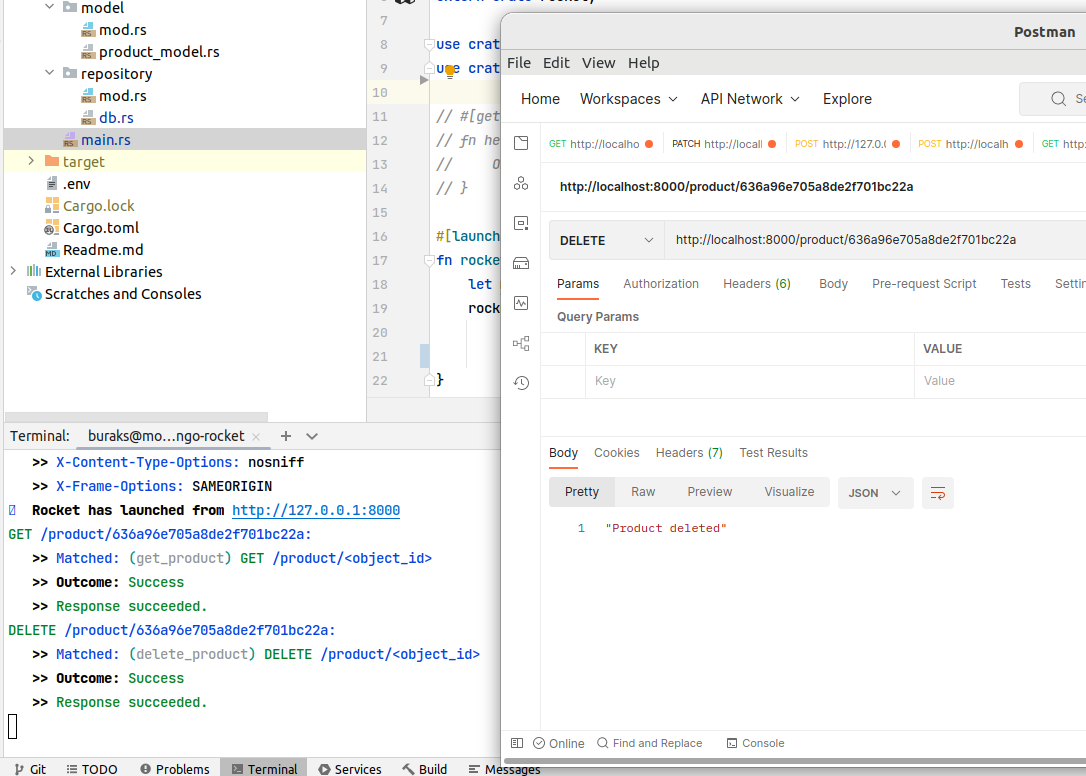 model
mod.rs
product_model.rs
repository
mod.rs
db.rs
main.rs
target
.env
Cargo.lock
Cargo.toml
Readme.md
External Libraries
Scratches and Consoles
7
8 use crat
9 use crat
10
11 // #[get
12 // fn he
13 // O
14 // }
15
16 #[launch
17 fn rocke
18 let
19 rock
20
21
22 }
Terminal: buraks@mo...ngo-rocket
>> X-Content-Type-Options: nosniff
>> X-Frame-Options: SAMEORIGIN
Rocket has launched from http://127.0.0.1:8000
GET /product/636a96e705a8de2f701bc22a:
>> Matched: (get_product) GET /product/<object_id>
>> Outcome: Success
>> Response succeeded.
DELETE /product/636a96e705a8de2f701bc22a:
>> Matched: (delete_product) DELETE /product/<object_id>
>> Outcome: Success
>> Response succeeded.
Git TODO Problems Terminal Services Build Messages
Postman
File Edit View Help
Home Workspaces API Network Explore Se
GET http://localho PATCH http://locall POST http://127.0.( POST http://localh GET http:
http://localhost:8000/product/636a96e705a8de2f701bc22a
DELETE http://localhost:8000/product/636a96e705a8de2f701bc22a
Params Authorization Headers (6) Body Pre-request Script Tests Settin
Query Params
KEY VALUE
Key Value
Body Cookies Headers (7) Test Results
Pretty Raw Preview Visualize JSON
1 "Product deleted"
Online Find and Replace Console